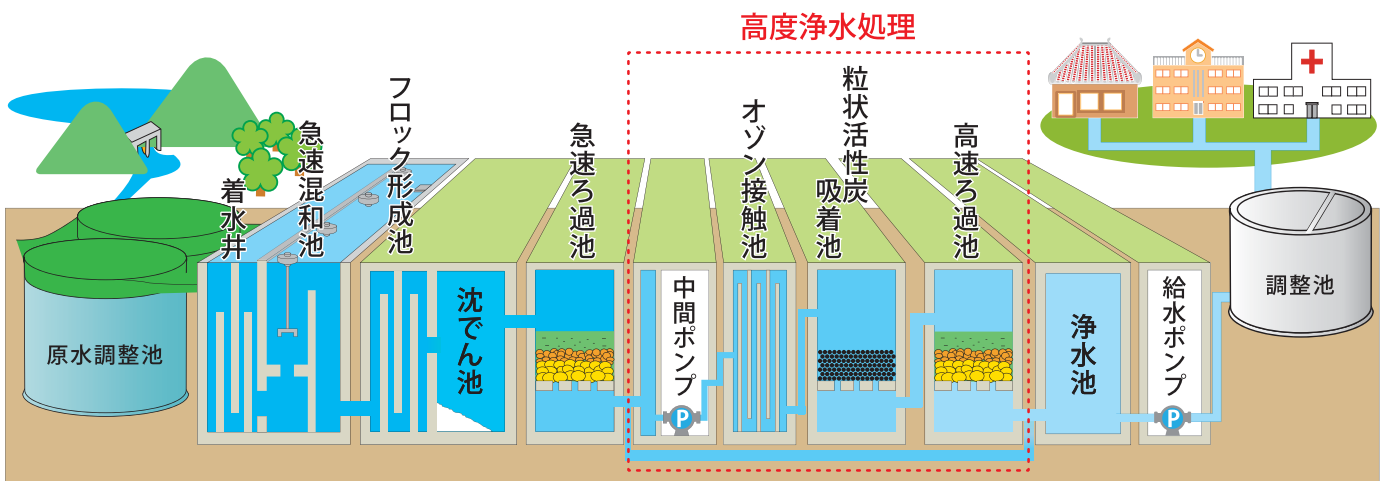 高度浄水処理
原水調整池
着水井
急速混和池
フロック形成池
沈でん池
急速ろ過池
中間ポンプ
P
オゾン接触池
粒状活性炭
吸着池
高速ろ過池
浄水池
給水ポンプ
P
調整池